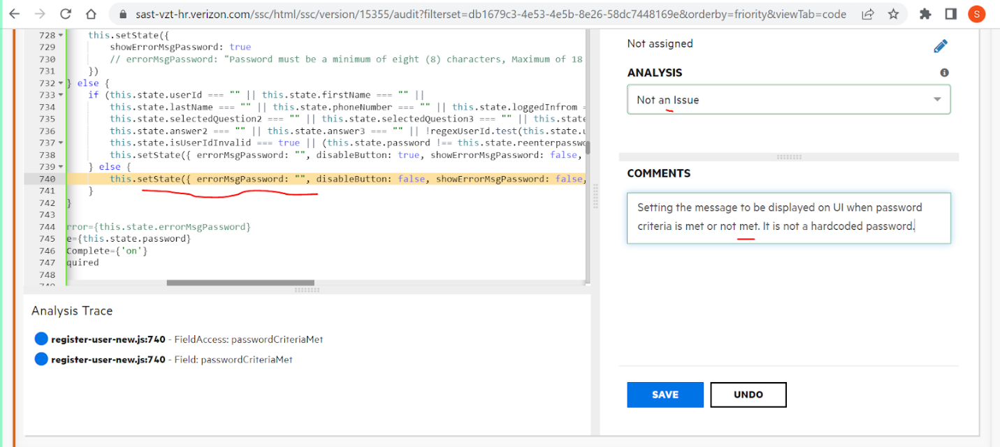 sast-vzt-hr.verizon.com/ssc/html/ssc/version/15355/audit?filterset=db1679c3-4e53-4e5b-8e26-58dc7448169e&orderby=friority&viewTab=code
S
728 this.setState({
729 showErrorMsgPassword: true
730 // errorMsgPassword: "Password must be a minimum of eight (8) characters, Maximum of 18
731 })
732 } else {
733 if (this.state.userId === "" || this.state.firstName === "" ||
734 this.state.lastName === "" || this.state.phoneNumber === "" || this.state.loggedInfrom
735 this.state.selectedQuestion2 === "" || this.state.selectedQuestion3 === "" || this.state
736 this.state.answer2 === "" || this.state.answer3 === "" || !regexUserId.test(this.state.
737 this.state.isUserIdInvalid === true || (this.state.password !== this.state.reenterpassw
738 this.setState({ errorMsgPassword: "", disableButton: true, showErrorMsgPassword: false,
739 } else {
740 this.setState({ errorMsgPassword: "", disableButton: false, showErrorMsgPassword: false,
741 }
742 }
743
744 rror={this.state.errorMsgPassword}
745 e={this.state.password}
746 Complete={'on'}
747 quired
748
Analysis Trace
register-user-new.js:740 - FieldAccess: passwordCriteriaMet
register-user-new.js:740 - Field: passwordCriteriaMet
Not assigned
ANALYSIS
Not an Issue
COMMENTS
Setting the message to be displayed on UI when password
criteria is met or not met. It is not a hardcoded password.
SAVE
UNDO